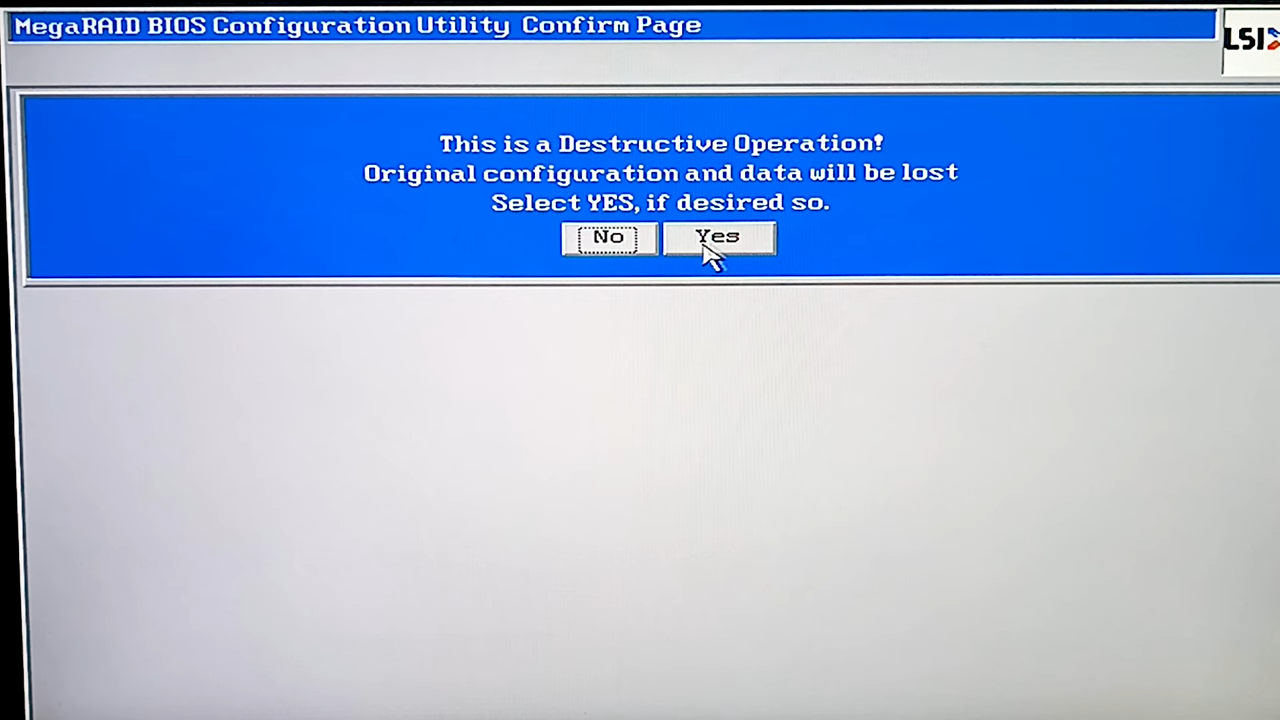 MegaRAID BIOS Configuration Utility Confirm Page
LSI
This is a Destructive Operation!
Original configuration and data will be lost
Select YES, if desired so.
No Yes